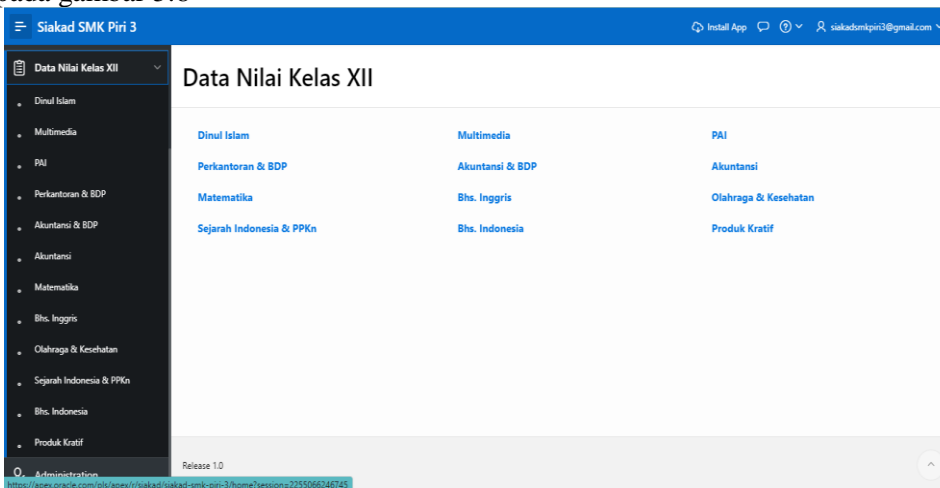 pada gambar 3.8
Siakad SMK Piri 3
Install App
siakadsmkpiri3@gmail.com
Data Nilai Kelas XII
Dinul Islam
Multimedia
PAI
Perkantoran & BDP
Akuntansi & BDP
Akuntansi
Matematika
Bhs. Inggris
Olahraga & Kesehatan
Sejarah Indonesia & PPKn
Bhs. Indonesia
Produk Kratif
Administration
Data Nilai Kelas XII
Dinul Islam Multimedia PAI
Perkantoran & BDP Akuntansi & BDP Akuntansi
Matematika Bhs. Inggris Olahraga & Kesehatan
Sejarah Indonesia & PPKn Bhs. Indonesia Produk Kratif
Release 1.0
https://apex.oracle.com/pls/apex/r/siakad/siakad-smk-piri-3/home?session=2255066246745